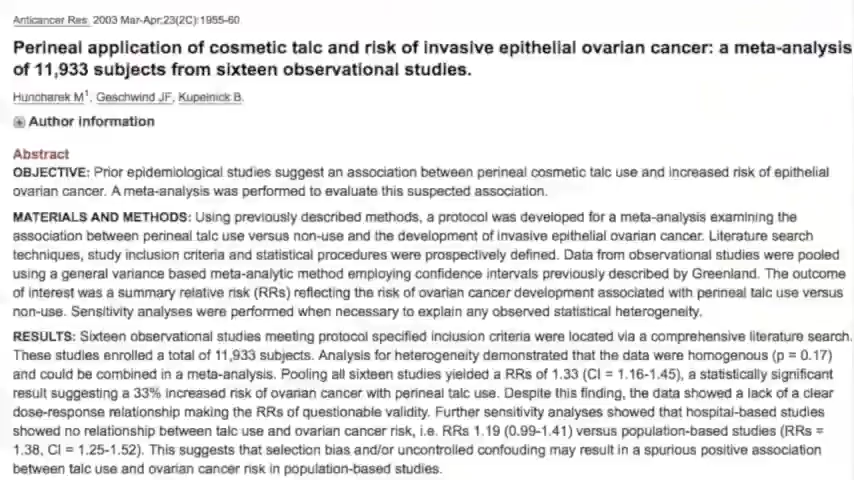 Anticancer Res. 2003 Mar-Apr;23(2C):1955-60
Perineal application of cosmetic talc and risk of invasive epithelial ovarian cancer: a meta-analysis
of 11,933 subjects from sixteen observational studies.
Huncharek M1, Geschwind JF, Kupelnick B.
Author information
Abstract
OBJECTIVE: Prior epidemiological studies suggest an association between perineal cosmetic talc use and increased risk of epithelial
ovarian cancer. A meta-analysis was performed to evaluate this suspected association.
MATERIALS AND METHODS: Using previously described methods, a protocol was developed for a meta-analysis examining the
association between perineal talc use versus non-use and the development of invasive epithelial ovarian cancer. Literature search
techniques, study inclusion criteria and statistical procedures were prospectively defined. Data from observational studies were pooled
using a general variance based meta-analytic method employing confidence intervals previously described by Greenland. The outcome
of interest was a summary relative risk (RRs) reflecting the risk of ovarian cancer development associated with perineal talc use versus
non-use. Sensitivity analyses were performed when necessary to explain any observed statistical heterogeneity.
RESULTS: Sixteen observational studies meeting protocol specified inclusion criteria were located via a comprehensive literature search.
These studies enrolled a total of 11,933 subjects. Analysis for heterogeneity demonstrated that the data were homogenous (p = 0.17)
and could be combined in a meta-analysis. Pooling all sixteen studies yielded a RRs of 1.33 (CI = 1.16-1.45), a statistically significant
result suggesting a 33% increased risk of ovarian cancer with perineal talc use. Despite this finding, the data showed a lack of a clear
dose-response relationship making the RRs of questionable validity. Further sensitivity analyses showed that hospital-based studies
showed no relationship between talc use and ovarian cancer risk, i.e. RRs 1.19 (0.99-1.41) versus population-based studies (RRs =
1.38, CI = 1.25-1.52). This suggests that selection bias and/or uncontrolled confouding may result in a spurious positive association
between talc use and ovarian cancer risk in population-based studies.